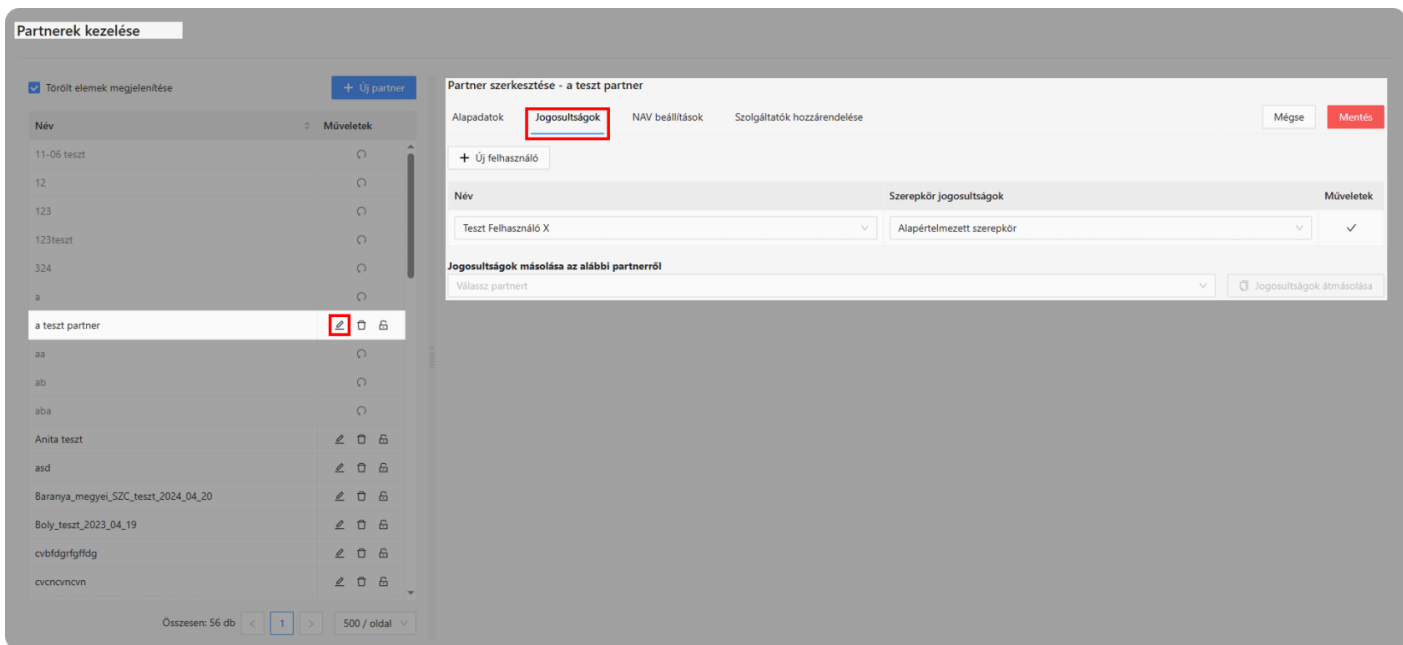 Partnerek kezelése
Törölt elemek megjelenítése
+ Új partner
Név
Műveletek
11-06 teszt
12
123
123teszt
324
a
a teszt partner
aa
ab
aba
Anita teszt
asd
Baranya_megyei_SZC_teszt_2024_04_20
Boly_teszt_2023_04_19
cvbfdgrfgffdg
cvcncvncvn
Összesen: 56 db < 1 > 500 / oldal
Partner szerkesztése - a teszt partner
Alapadatok Jogosultságok NAV beállítások Szolgáltatók hozzárendelése Mégse Mentés
+ Új felhasználó
Név Szerepkör jogosultságok Műveletek
Teszt Felhasználó X Alapértelmezett szerepkör
Jogosultságok másolása az alábbi partnerről
Válassz partnert Jogosultságok átmásolása